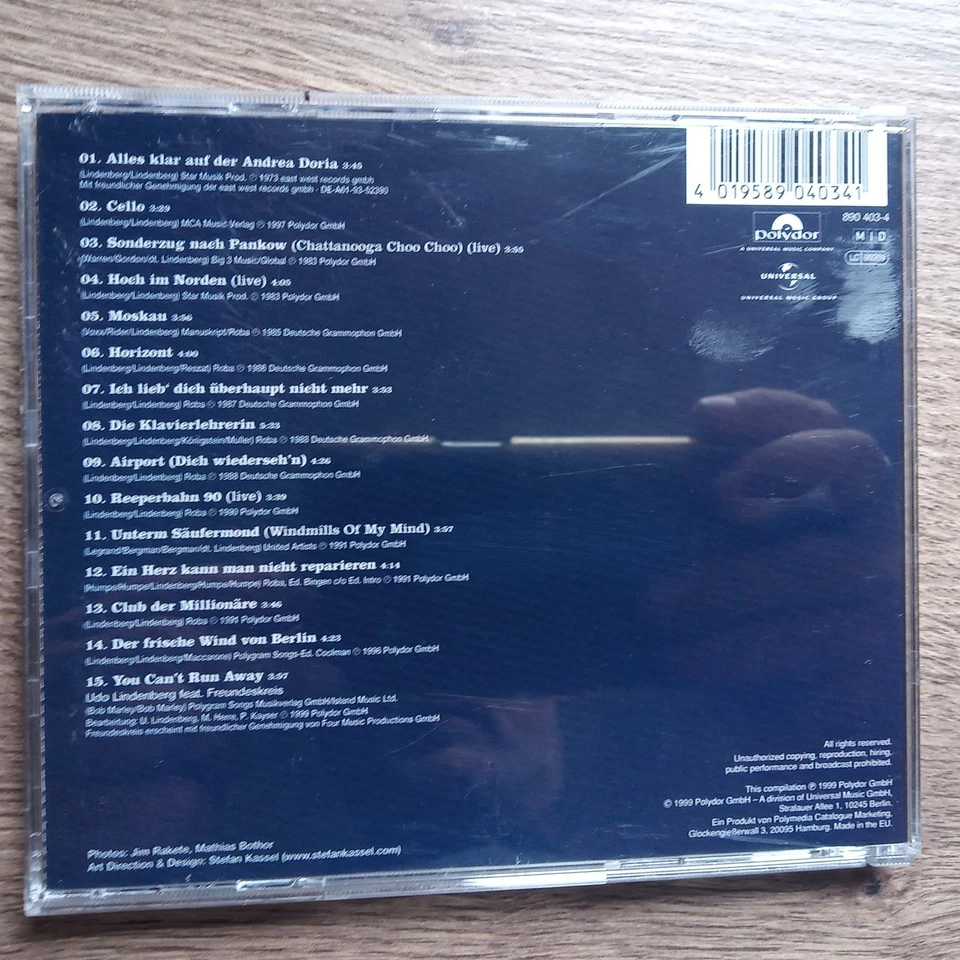 01. Alles klar auf der Andrea Doria 3:45
(Lindenberg/Lindenberg) Star Musik Prod. ℗ 1973 east west records gmbh
Mit freundlicher Genehmigung der east west records gmbh · DE-A61-93-52390
02. Cello 3:29
(Lindenberg/Lindenberg) MCA Music Verlag ℗ 1997 Polydor GmbH
03. Sonderzug nach Pankow (Chattanooga Choo Choo) (live) 3:55
(Warren/Gordon/dt. Lindenberg) Big 3 Music/Global ℗ 1983 Polydor GmbH
04. Hoch im Norden (live) 4:05
(Lindenberg/Lindenberg) Star Musik Prod. ℗ 1983 Polydor GmbH
05. Moskau 3:56
(Voxx/Rider/Lindenberg) Manuskript/Roba ℗ 1985 Deutsche Grammophon GmbH
06. Horizont 4:00
(Lindenberg/Lindenberg/Reszat) Roba ℗ 1986 Deutsche Grammophon GmbH
07. Ich lieb' dich überhaupt nicht mehr 3:53
(Lindenberg/Lindenberg) Roba ℗ 1987 Deutsche Grammophon GmbH
08. Die Klavierlehrerin 5:33
(Lindenberg/Lindenberg/Königstein/Muller) Roba ℗ 1988 Deutsche Grammophon GmbH
09. Airport (Dich wiederseh'n) 4:26
(Lindenberg/Lindenberg) Roba ℗ 1988 Deutsche Grammophon GmbH
10. Reeperbahn 90 (live) 3:39
(Lindenberg/Lindenberg) Roba ℗ 1990 Polydor GmbH
11. Unterm Säufermond (Windmills Of My Mind) 3:07
(Legrand/Bergman/Bergman/dt. Lindenberg) United Artists ℗ 1991 Polydor GmbH
12. Ein Herz kann man nicht reparieren 4:14
(Humpe/Humpe/Lindenberg/Humpe/Humpe) Roba, Ed. Bingen c/o Ed. Intro ℗ 1991 Polydor GmbH
13. Club der Millionäre 3:46
(Lindenberg/Lindenberg) Roba ℗ 1991 Polydor GmbH
14. Der frische Wind von Berlin 4:23
(Lindenberg/Lindenberg/Maccarone) Polygram Songs-Ed. Coolman ℗ 1996 Polydor GmbH
15. You Can't Run Away 3:57
Udo Lindenberg feat. Freundeskreis
(Bob Marley/Bob Marley) Polygram Songs Musikverlag GmbH/Island Music Ltd.
Bearbeitung: U. Lindenberg, M. Herre, P. Kayser ℗ 1999 Polydor GmbH
Freundeskreis erscheint mit freundlicher Genehmigung von Four Music Productions GmbH
Photos: Jim Rakete, Mathias Bothor
Art Direction & Design: Stefan Kassel (www.stefankassel.com)
4 019589 040341
890 403-4
polydor
A UNIVERSAL MUSIC COMPANY
M I D
LC
UNIVERSAL
UNIVERSAL MUSIC GROUP
All rights reserved.
Unauthorized copying, reproduction, hiring,
public performance and broadcast prohibited.
This compilation ℗ 1999 Polydor GmbH
© 1999 Polydor GmbH – A division of Universal Music GmbH,
Stralauer Allee 1, 10245 Berlin.
Ein Produkt von Polymedia Catalogue Marketing,
Glockengießerwall 3, 20095 Hamburg. Made in the EU.